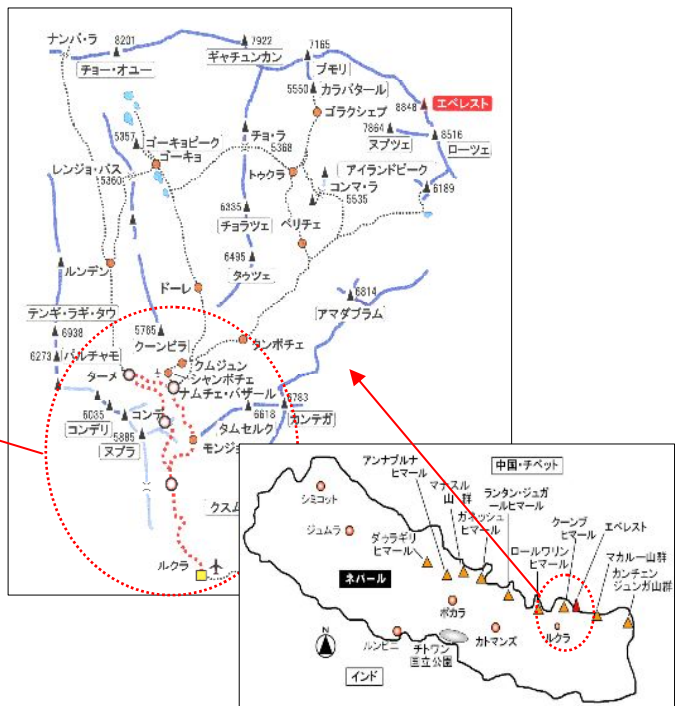 ナンパ・ラ
8201
チョー・オユー
7922
ギャチュンカン
7165
プモリ
5550
カラパタール
ゴラクシェプ
8848
エベレスト
7864
ヌプツェ
8516
ローツェ
5357
ゴーキョピーク
ゴーキョ
チョ・ラ
5368
レンジョ・パス
5360
トゥクラ
アイランドピーク
コンマ・ラ
5535
6189
6335
チョラツェ
ペリチェ
6495
タゥツェ
ルンデン
ドーレ
6814
アマダブラム
テンギ・ラギ・タウ
6938
5765
クーンビラ
タンボチェ
6273
パルチャモ
クムジュン
シャンボチェ
ターメ
ナムチェ・バザール
6783
カンテガ
6618
タムセルク
6035
コンデリ
コンデ
5885
ヌプラ
モンジョ
クスム
ルクラ
中国・チベット
アンナプルナ
ヒマール
マナスル
山群
ガネッシュ
ヒマール
ランタン・ジュガ
ールヒマール
クーンブ
ヒマール
エベレスト
シミコット
ジュムラ
ダゥラギリ
ヒマール
ロールワリン
ヒマール
マカルー山群
カンチェン
ジュンガ山群
ネパール
ポカラ
カトマンズ
ルクラ
N
ルンビニ
チトワン
国立公園
インド